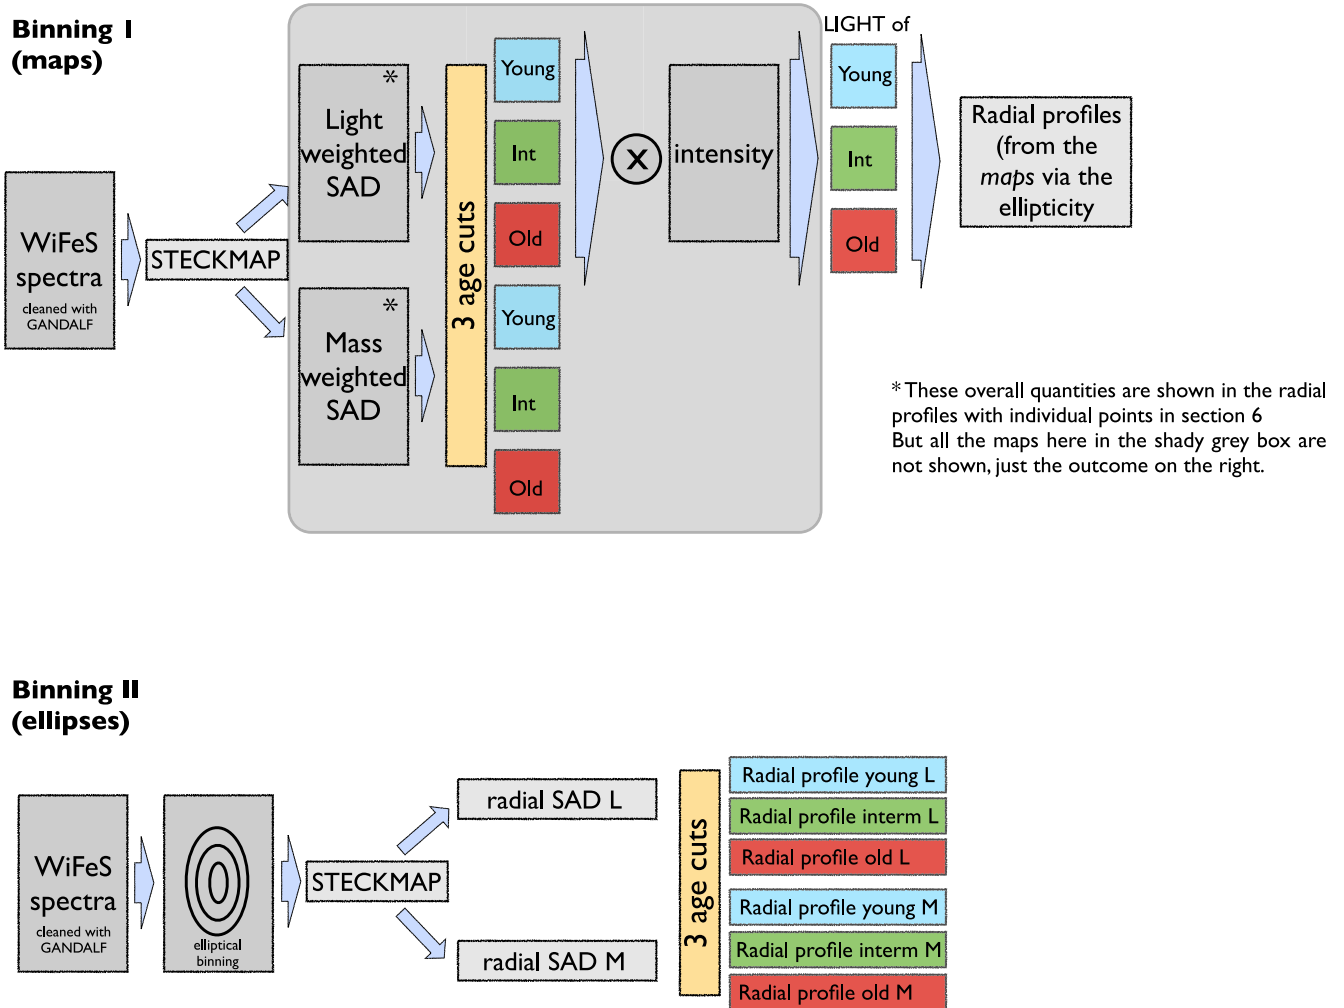 Binning I
(maps)
WiFeS
spectra
cleaned with
GANDALF
STECKMAP
*
Light
weighted
SAD
*
Mass
weighted
SAD
3 age cuts
Young
Int
Old
Young
Int
Old
X
intensity
LIGHT of
Young
Int
Old
Radial profiles
(from the
maps via the
ellipticity
* These overall quantities are shown in the radial
profiles with individual points in section 6
But all the maps here in the shady grey box are
not shown, just the outcome on the right.
Binning II
(ellipses)
WiFeS
spectra
cleaned with
GANDALF
elliptical
binning
STECKMAP
radial SAD L
radial SAD M
3 age cuts
Radial profile young L
Radial profile interm L
Radial profile old L
Radial profile young M
Radial profile interm M
Radial profile old M